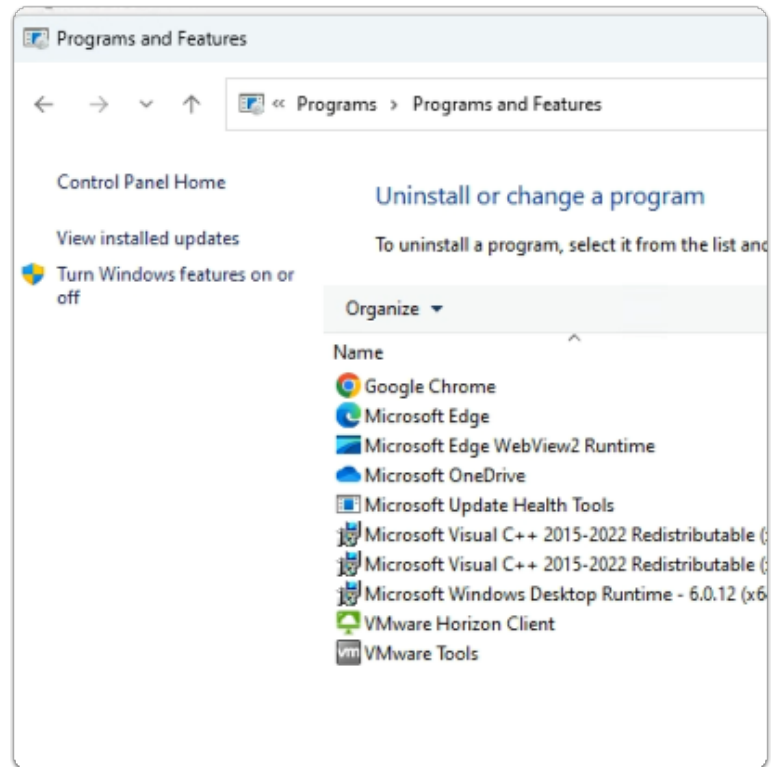 Programs and Features
« Programs > Programs and Features
Control Panel Home
Uninstall or change a program
View installed updates
To uninstall a program, select it from the list and
Turn Windows features on or
off
Organize
Name
Google Chrome
Microsoft Edge
Microsoft Edge WebView2 Runtime
Microsoft OneDrive
Microsoft Update Health Tools
Microsoft Visual C++ 2015-2022 Redistributable (
Microsoft Visual C++ 2015-2022 Redistributable (
Microsoft Windows Desktop Runtime - 6.0.12 (x6
VMware Horizon Client
vm VMware Tools